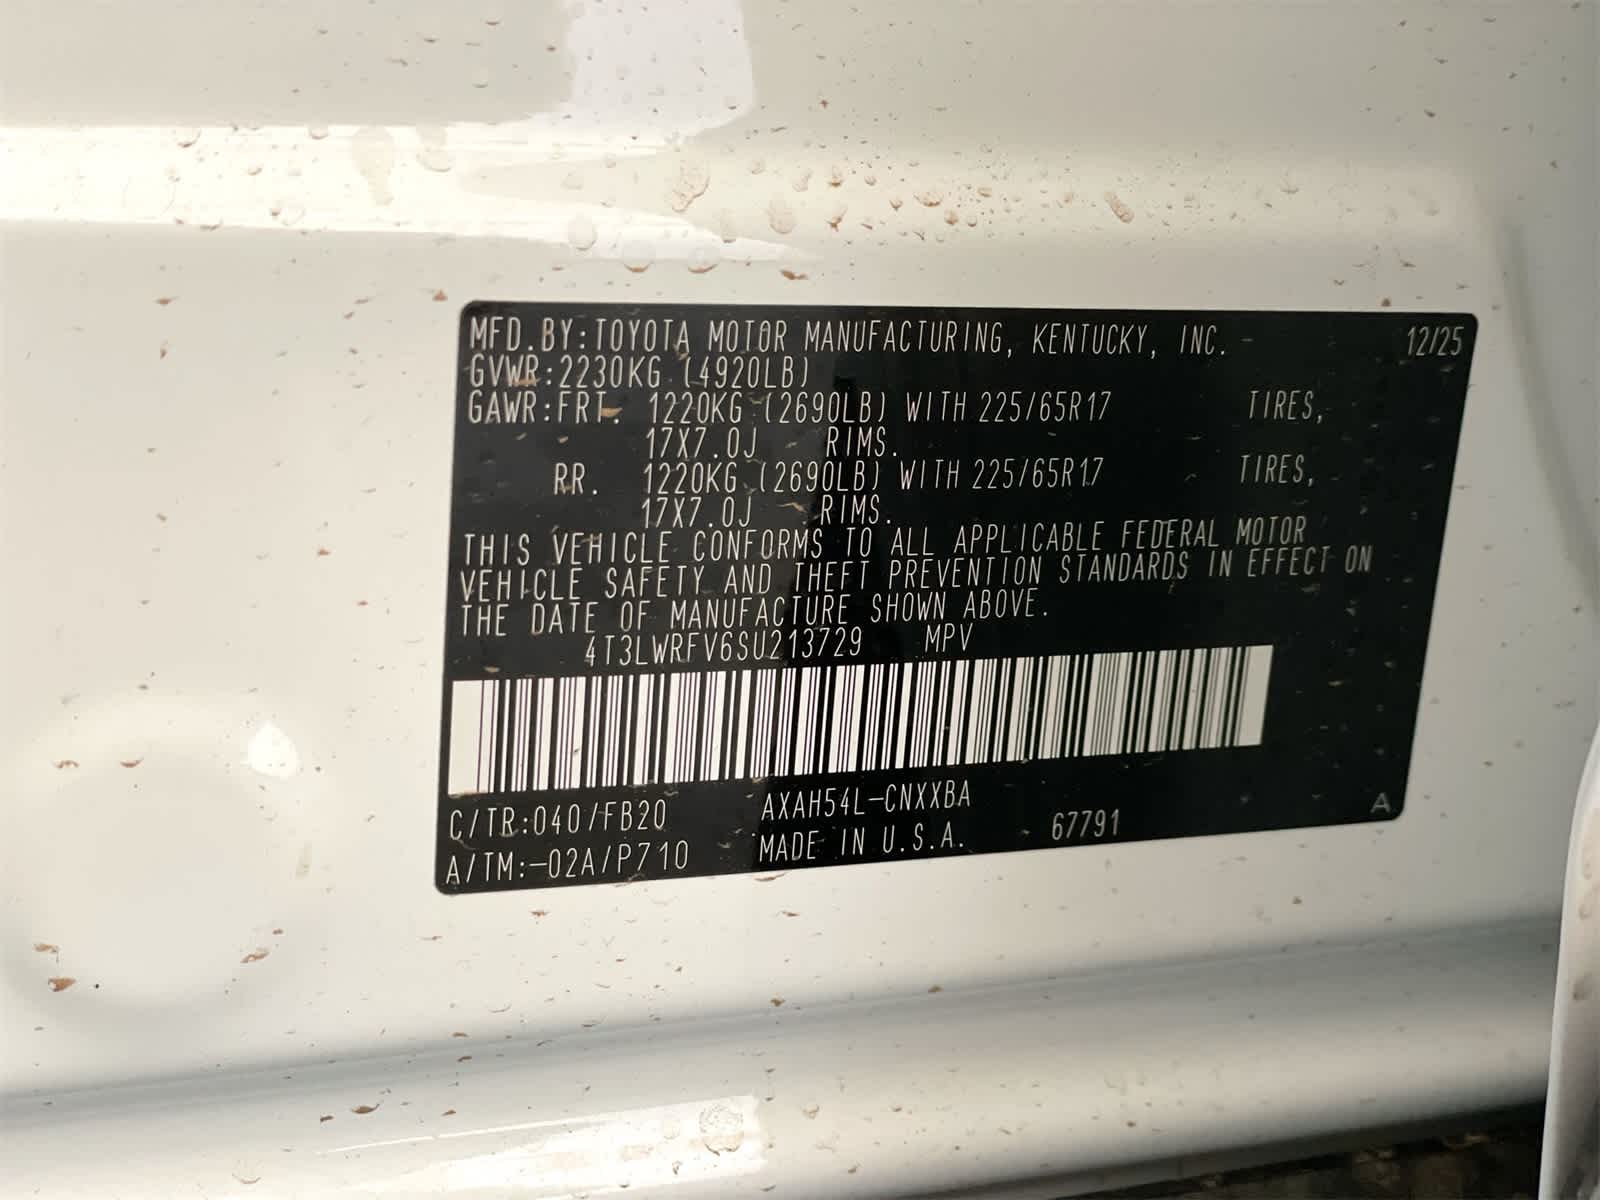 MFD.BY:TOYOTA MOTOR MANUFACTURING, KENTUCKY, INC. 12/25
GVWR:2230KG (4920LB)
GAWR:FRT. 1220KG (2690LB) WITH 225/65R17 TIRES,
17X7.0J RIMS.
RR. 1220KG (2690LB) WITH 225/65R17 TIRES,
17X7.0J RIMS.
THIS VEHICLE CONFORMS TO ALL APPLICABLE FEDERAL MOTOR
VEHICLE SAFETY AND THEFT PREVENTION STANDARDS IN EFFECT ON
THE DATE OF MANUFACTURE SHOWN ABOVE.
4T3LWRFV6SU213729 MPV
C/TR:040/FB20 AXAH54L-CNXXBA A
A/TM:-02A/P710 MADE IN U.S.A. 67791